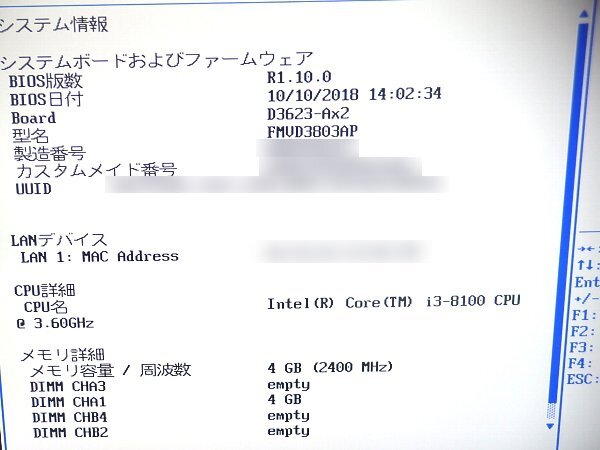 システム情報
システムボードおよびファームウェア
BIOS版数 R1.10.0
BIOS日付 10/10/2018 14:02:34
Board D3623-Ax2
型名 FMVD3803AP
製造番号
カスタムメイド番号
UUID
LANデバイス
LAN 1: MAC Address
CPU詳細
CPU名 Intel(R) Core(TM) i3-8100 CPU
@ 3.60GHz
メモリ詳細
メモリ容量 / 周波数 4 GB (2400 MHz)
DIMM CHA3 empty
DIMM CHA1 4 GB
DIMM CHB4 empty
DIMM CHB2 empty
→←:
↑↓:
Ent
+/-
F1:
F2:
F3:
F4:
ESC: